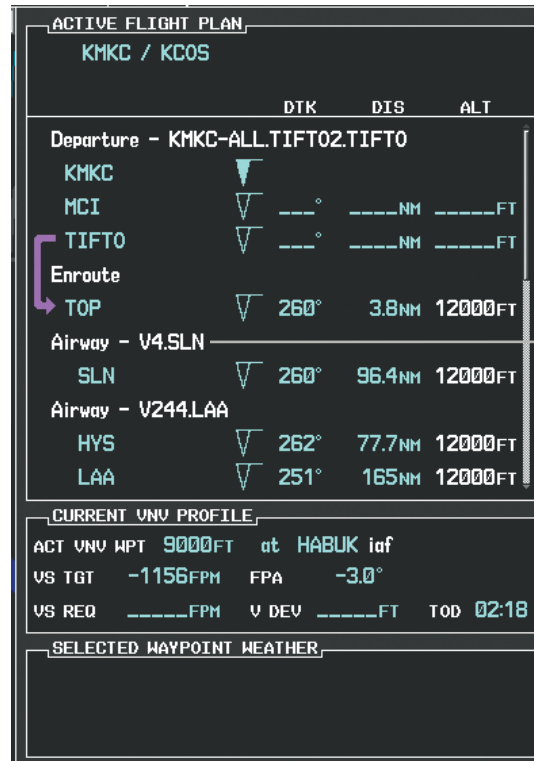 ACTIVE FLIGHT PLAN
KMKC / KCOS
DTK DIS ALT
Departure - KMKC-ALL.TIFTO2.TIFTO
KMKC
MCI ___° ____NM _____FT
TIFTO ___° ____NM _____FT
Enroute
TOP 260° 3.8NM 12000FT
Airway - V4.SLN
SLN 260° 96.4NM 12000FT
Airway - V244.LAA
HYS 262° 77.7NM 12000FT
LAA 251° 165NM 12000FT
CURRENT VNV PROFILE
ACT VNV WPT 9000FT at HABUK iaf
VS TGT -1156FPM FPA -3.0°
VS REQ _____FPM V DEV _____FT TOD 02:18
SELECTED WAYPOINT WEATHER